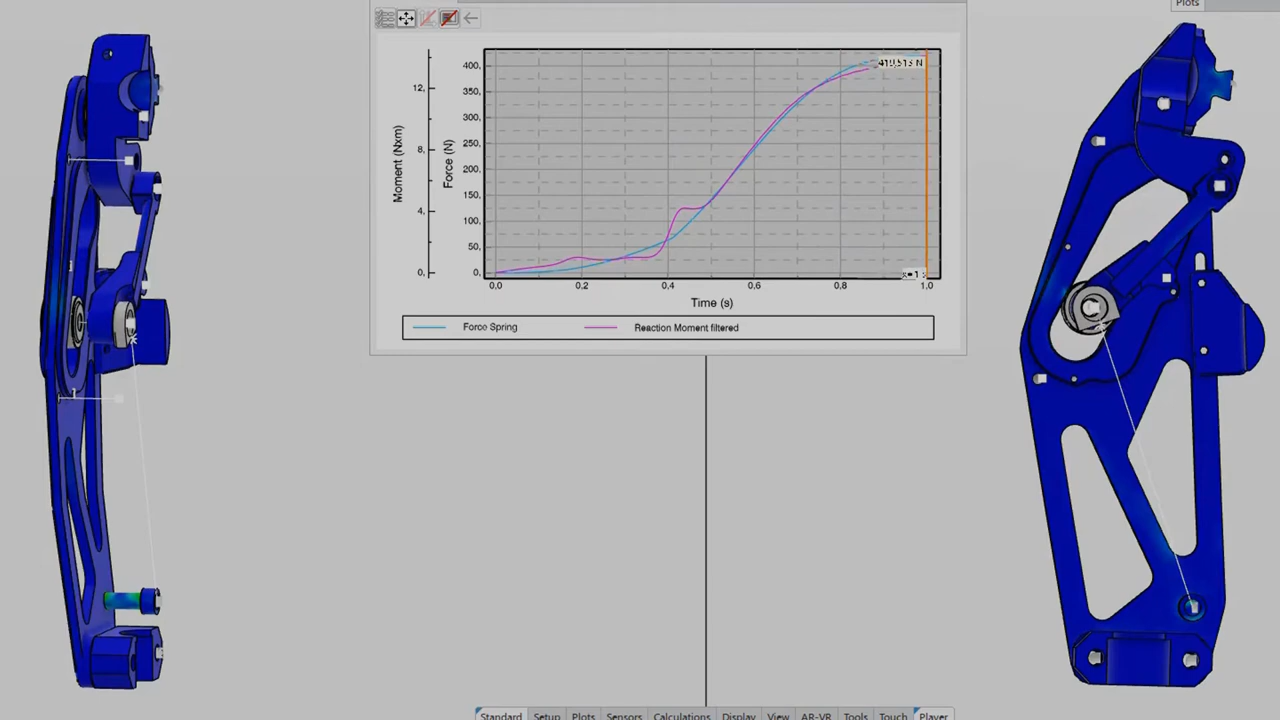 Plots
400,
350,
300,
250,
200,
150,
100,
50,
0,
12,
8,
4,
0,
Moment (Nxm)
Force (N)
0,0 0,2 0,4 0,6 0,8 1,0
Time (s)
Force Spring Reaction Moment filtered
Standard Setup Plots Sensors Calculations Display View AR-VR Tools Touch Player